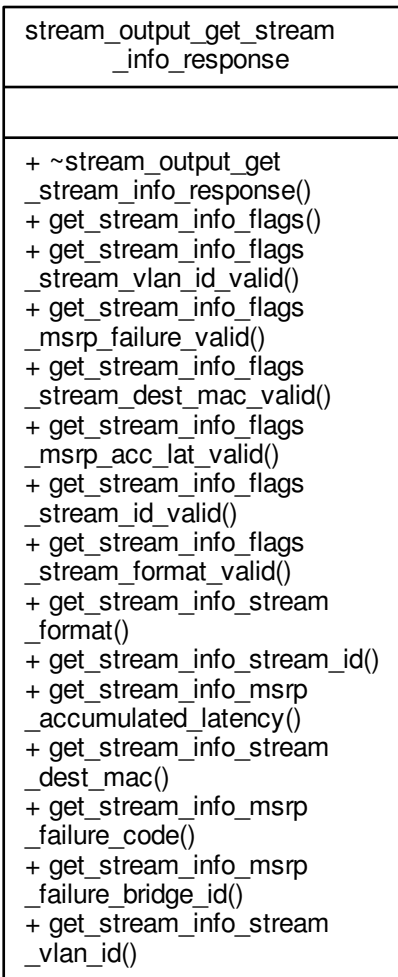 stream_output_get_stream
_info_response
+ ~stream_output_get
_stream_info_response()
+ get_stream_info_flags()
+ get_stream_info_flags
_stream_vlan_id_valid()
+ get_stream_info_flags
_msrp_failure_valid()
+ get_stream_info_flags
_stream_dest_mac_valid()
+ get_stream_info_flags
_msrp_acc_lat_valid()
+ get_stream_info_flags
_stream_id_valid()
+ get_stream_info_flags
_stream_format_valid()
+ get_stream_info_stream
_format()
+ get_stream_info_stream_id()
+ get_stream_info_msrp
_accumulated_latency()
+ get_stream_info_stream
_dest_mac()
+ get_stream_info_msrp
_failure_code()
+ get_stream_info_msrp
_failure_bridge_id()
+ get_stream_info_stream
_vlan_id()